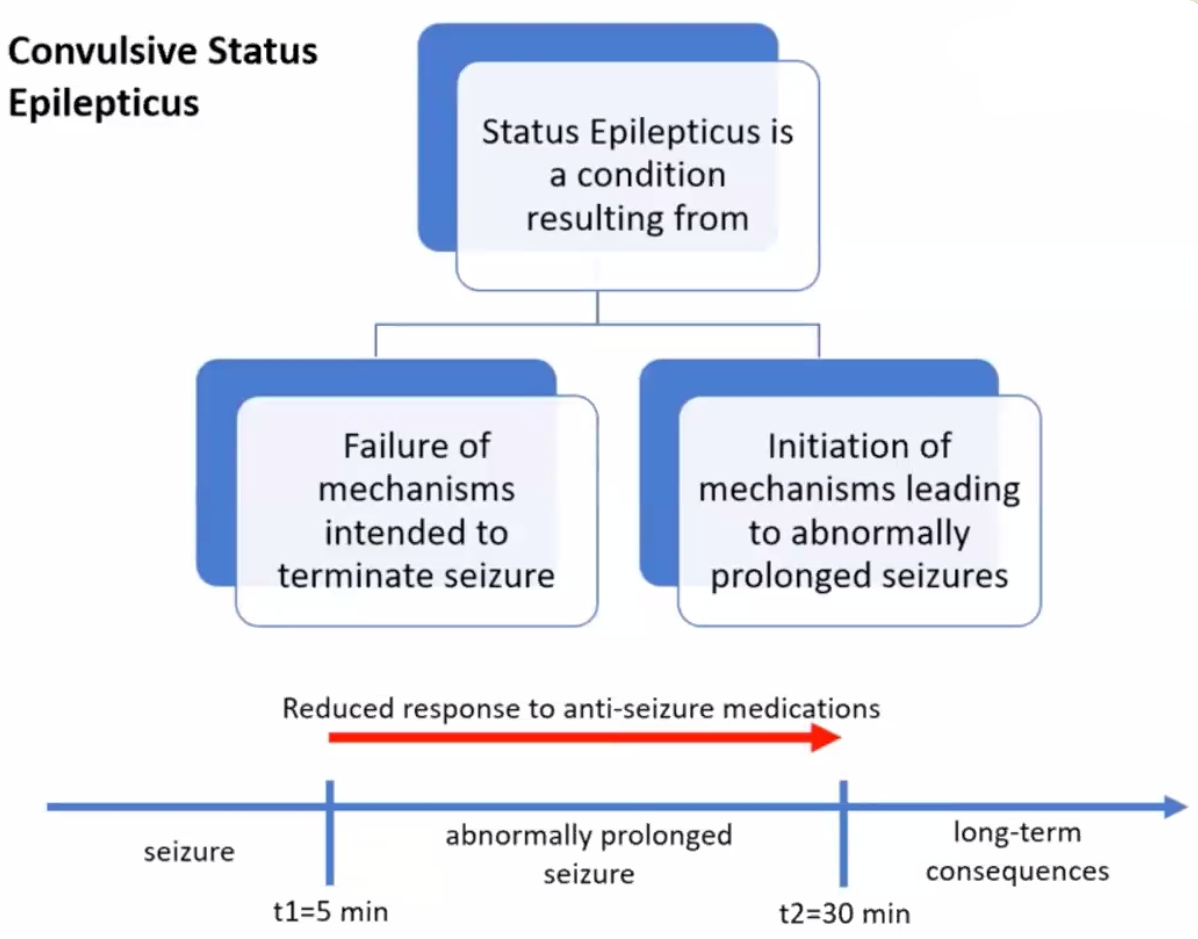 Convulsive Status
Epilepticus
Status Epilepticus is
a condition
resulting from
Failure of
mechanisms
intended to
terminate seizure
Initiation of
mechanisms leading
to abnormally
prolonged seizures
Reduced response to anti-seizure medications
seizure
abnormally prolonged
seizure
long-term
consequences
t1=5 min
t2=30 min